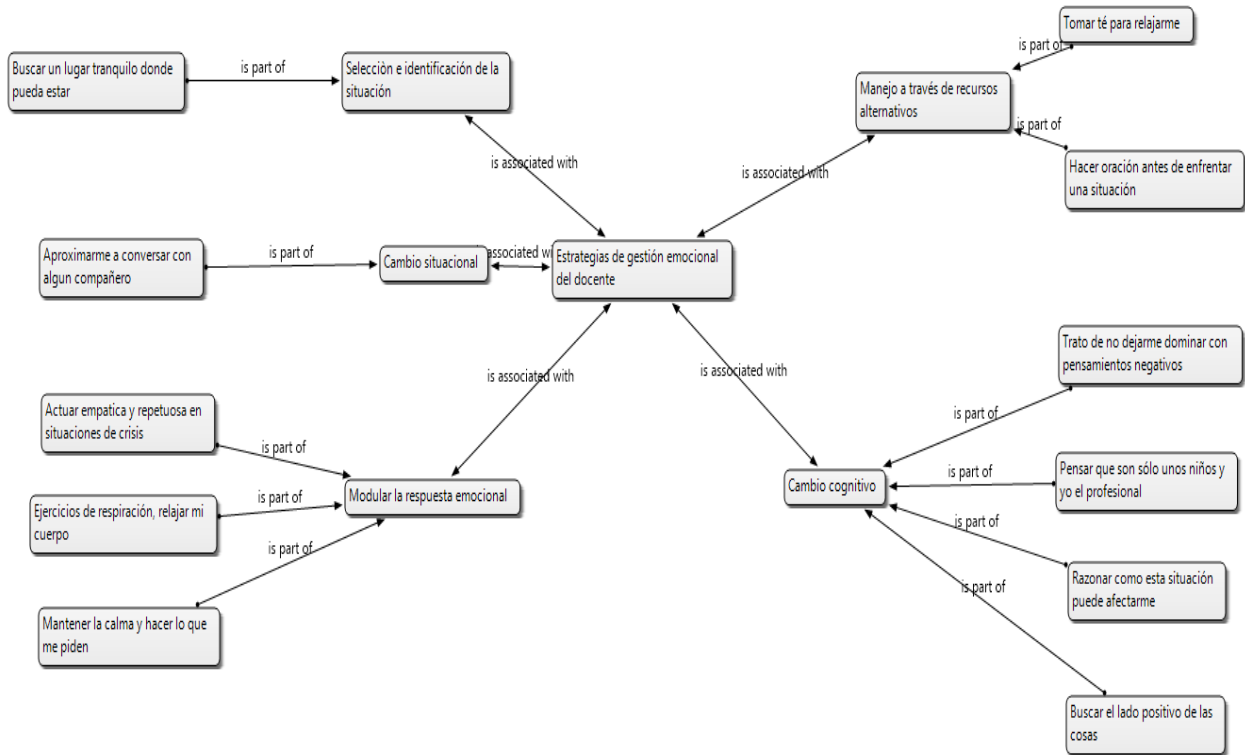 Tomar té para relajarme
is part of
Buscar un lugar tranquilo donde
pueda estar
is part of
Selecciòn e identificación de la
situación
Manejo a través de recursos
alternativos
is part of
Hacer oración antes de enfrentar
una situación
is associated with
is associated with
Aproximarme a conversar con
algun compañero
is part of
Cambio situacional
is associated wi
Estrategias de gestión emocional
del docente
Trato de no dejarme dominar con
pensamientos negativos
is associated with
is associated with
Actuar empatica y repetuosa en
situaciones de crisis
is part of
is part of
Ejercicios de respiración, relajar mi
cuerpo
is part of
Modular la respuesta emocional
Cambio cognitivo
is part of
Pensar que son sólo unos niños y
yo el profesional
is part of
is part of
Mantener la calma y hacer lo que
me piden
Razonar como esta situación
puede afectarme
is part of
Buscar el lado positivo de las
cosas